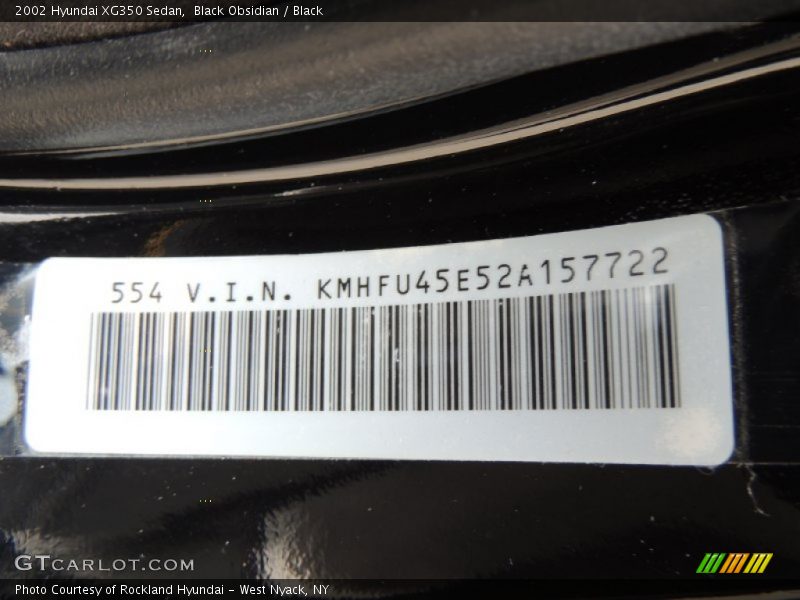 2002 Hyundai XG350 Sedan, Black Obsidian / Black
554 V.I.N. KMHFU45E52A157722
GTCARLOT.COM
Photo Courtesy of Rockland Hyundai - West Nyack, NY